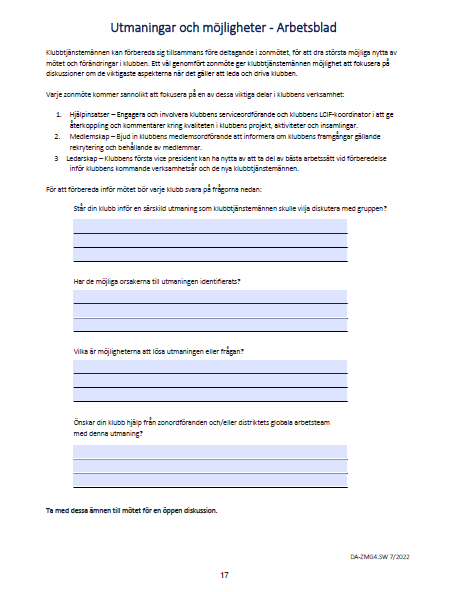 Utmaningar och möjligheter - Arbetsblad
Klubbtjänstemännen kan förbereda sig tillsammans före deltagande i zonmötet, för att dra största möjliga nytta av
mötet och förändringar i klubben. Ett väl genomfört zonmöte ger klubbtjänstemännen möjlighet att fokusera på
diskussioner om de viktigaste aspekterna när det gäller att leda och driva klubben.
Varje zonmöte kommer sannolikt att fokusera på en av dessa viktiga delar i klubbens verksamhet:
1. Hjälpinsatser – Engagera och involvera klubbens serviceordförande och klubbens LCIF-koordinator i att ge
återkoppling och kommentarer kring kvaliteten i klubbens projekt, aktiviteter och insamlingar.
2. Medlemskap – Bjud in klubbens medlemsordförande att informera om klubbens framgångar gällande
rekrytering och behållande av medlemmar.
3 Ledarskap – Klubbens första vice president kan ha nytta av att ta del av bästa arbetssätt vid förberedelse
inför klubbens kommande verksamhetsår och de nya klubbtjänstemännen.
För att förbereda inför mötet bör varje klubb svara på frågorna nedan:
Står din klubb inför en särskild utmaning som klubbtjänstemännen skulle vilja diskutera med gruppen?
Har de möjliga orsakerna till utmaningen identifierats?
Vilka är möjligheterna att lösa utmaningen eller frågan?
Önskar din klubb hjälp från zonordföranden och/eller distriktets globala arbetsteam
med denna utmaning?
Ta med dessa ämnen till mötet för en öppen diskussion.
DA-ZMG4.SW 7/2022
17